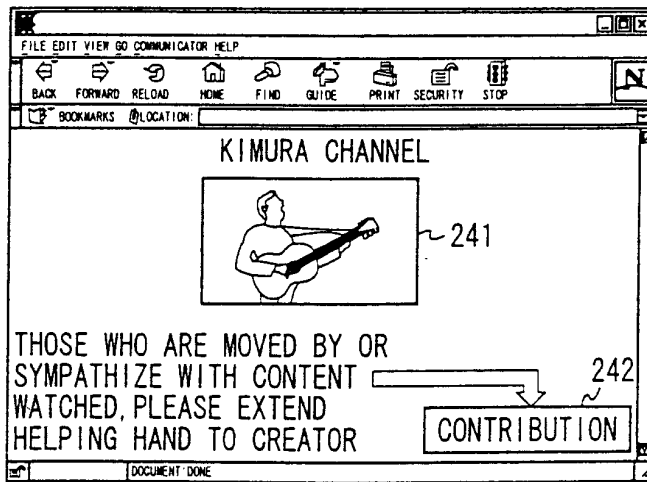 FILE EDIT VIEW GO COMMUNICATOR HELP
BACK FORWARD RELOAD HOME FIND GUIDE PRINT SECURITY STOP
N
BOOKMARKS LOCATION:
KIMURA CHANNEL
241
THOSE WHO ARE MOVED BY OR
SYMPATHIZE WITH CONTENT
WATCHED, PLEASE EXTEND
HELPING HAND TO CREATOR
242
CONTRIBUTION
DOCUMENT DONE